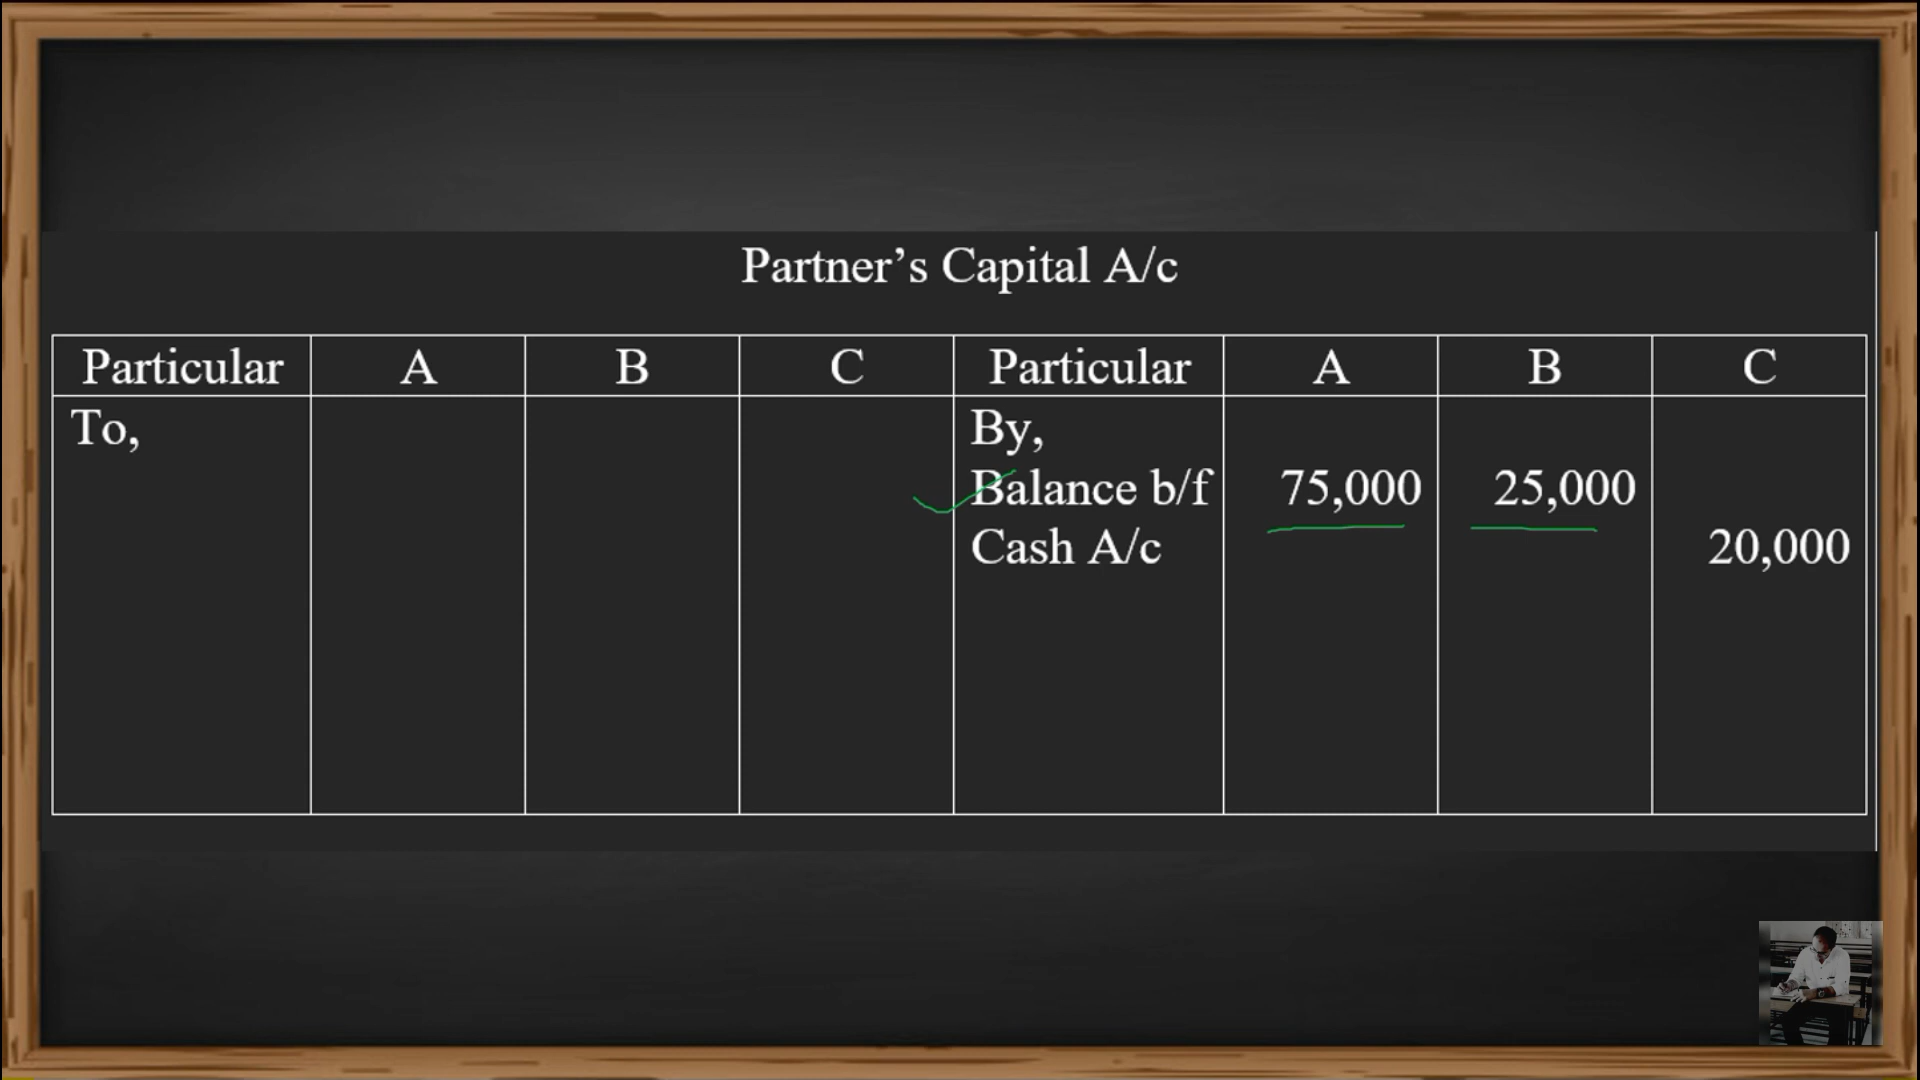 Partner’s Capital A/c
Particular A B C Particular A B C
To, By,
Balance b/f 75,000 25,000
Cash A/c 20,000